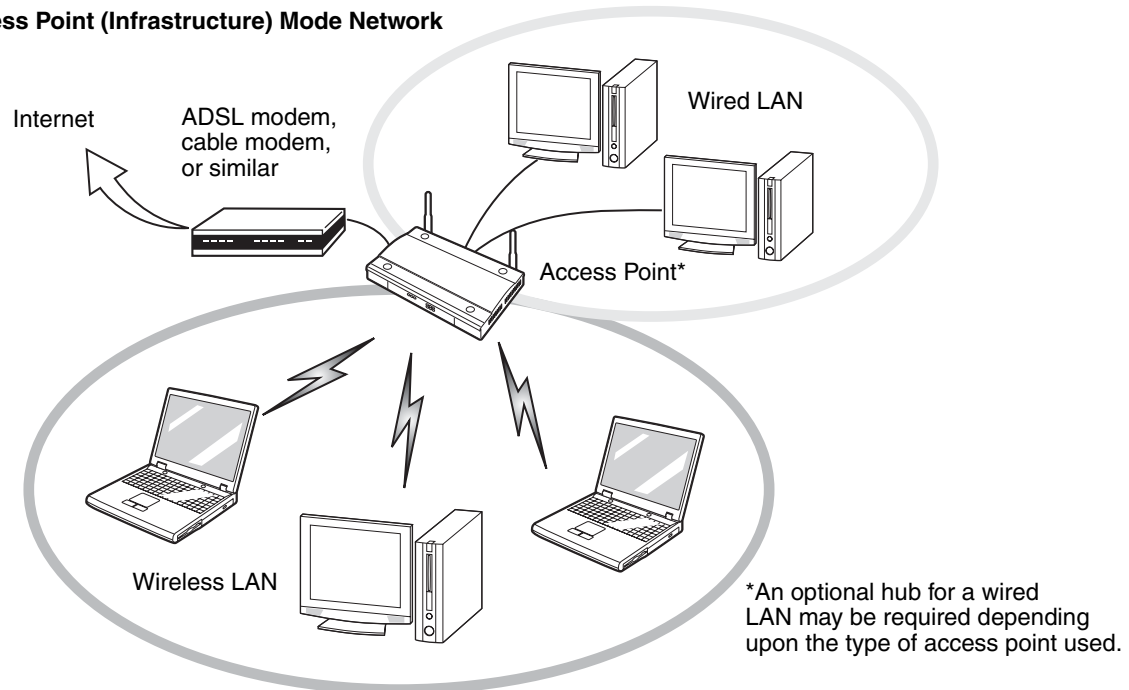 ess Point (Infrastructure) Mode Network
Internet
ADSL modem,
cable modem,
or similar
Wired LAN
Access Point*
Wireless LAN
*An optional hub for a wired
LAN may be required depending
upon the type of access point used.